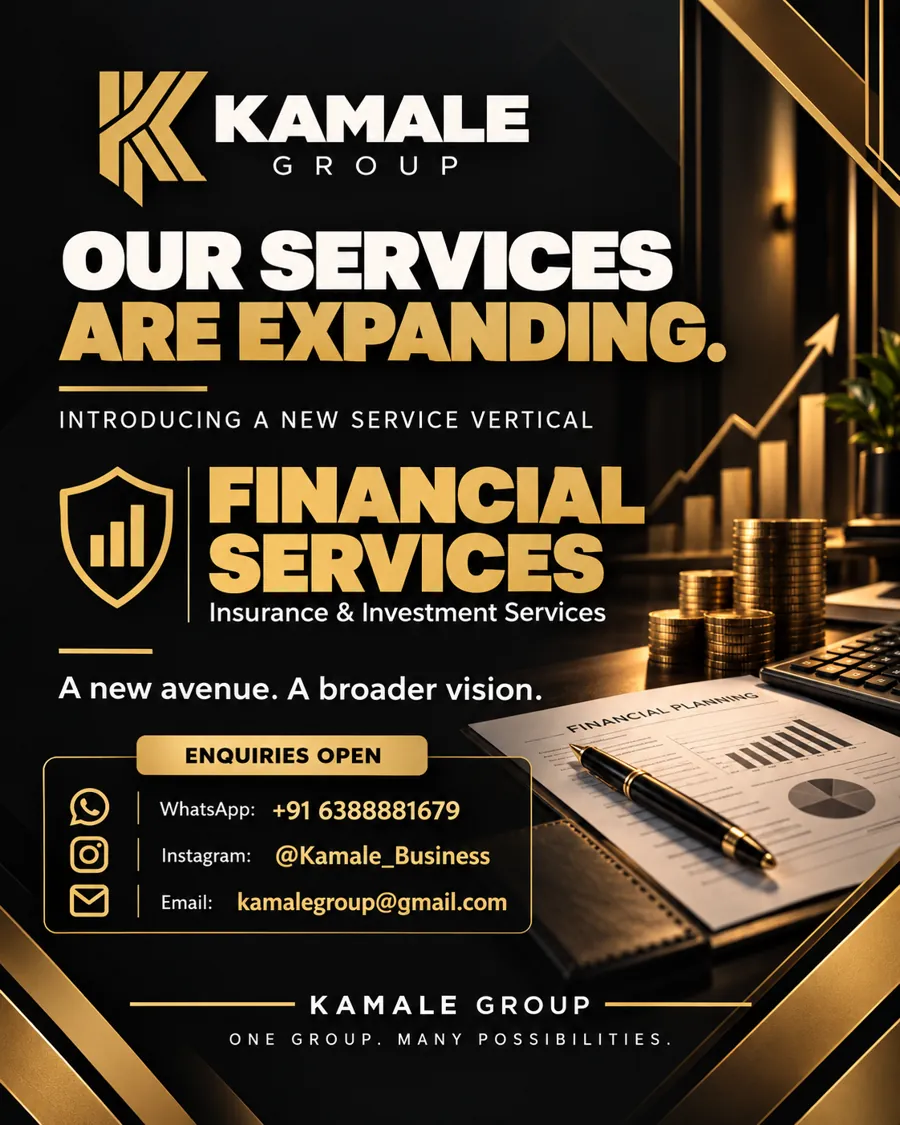 KAMALE
GROUP
OUR SERVICES
ARE EXPANDING.
INTRODUCING A NEW SERVICE VERTICAL
FINANCIAL
SERVICES
Insurance & Investment Services
A new avenue. A broader vision.
FINANCIAL PLANNING
ENQUIRIES OPEN
WhatsApp: +91 6388881679
Instagram: @Kamale_Business
Email: kamalegroup@gmail.com
KAMALE GROUP
ONE GROUP. MANY POSSIBILITIES.